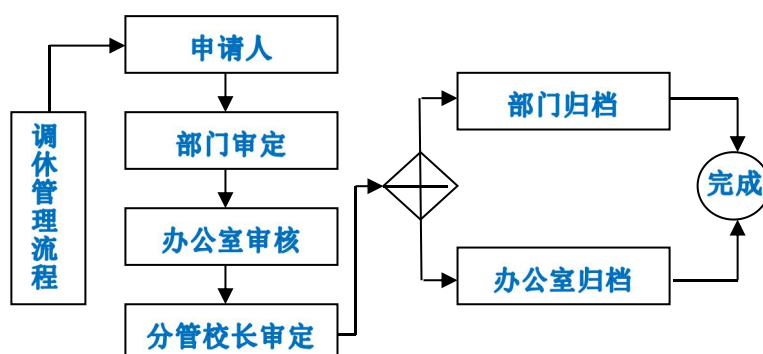 调休管理流程
申请人
部门审定
办公室审核
分管校长审定
部门归档
办公室归档
完成